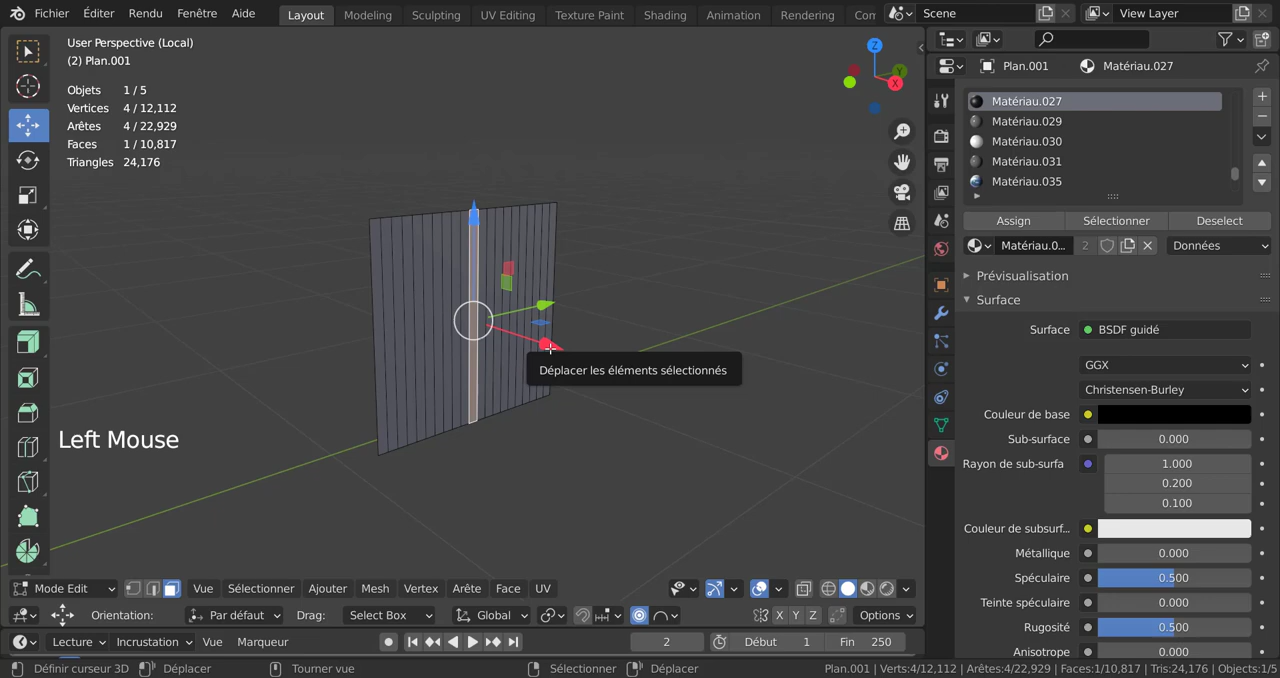 Fichier Éditer Rendu Fenêtre Aide Layout Modeling Sculpting UV Editing Texture Paint Shading Animation Rendering Com Scene View Layer
User Perspective (Local)
(2) Plan.001
Objets 1 / 5
Vertices 4 / 12,112
Arêtes 4 / 22,929
Faces 1 / 10,817
Triangles 24,176
Z
Y
X
Déplacer les éléments sélectionnés
Left Mouse
Plan.001 Matériau.027
Matériau.027
Matériau.029
Matériau.030
Matériau.031
Matériau.035
Assign Sélectionner Deselect
Matériau.0... 2 Données
Prévisualisation
Surface
Surface BSDF guidé
GGX
Christensen-Burley
Couleur de base
Sub-surface 0.000
Rayon de sub-surfa 1.000
0.200
0.100
Couleur de subsurf...
Métallique 0.000
Spéculaire 0.500
Teinte spéculaire 0.000
Rugosité 0.500
Anisotrope 0.000
Mode Edit Vue Sélectionner Ajouter Mesh Vertex Arête Face UV
Orientation: Par défaut Drag: Select Box Global X Y Z Options
Lecture Incrustation Vue Marqueur 2 Début 1 Fin 250
Définir curseur 3D Déplacer Tourner vue Sélectionner Déplacer Plan.001 | Verts:4/12,112 | Arêtes:4/22,929 | Faces:1/10,817 | Tris:24,176 | Objects:1/5